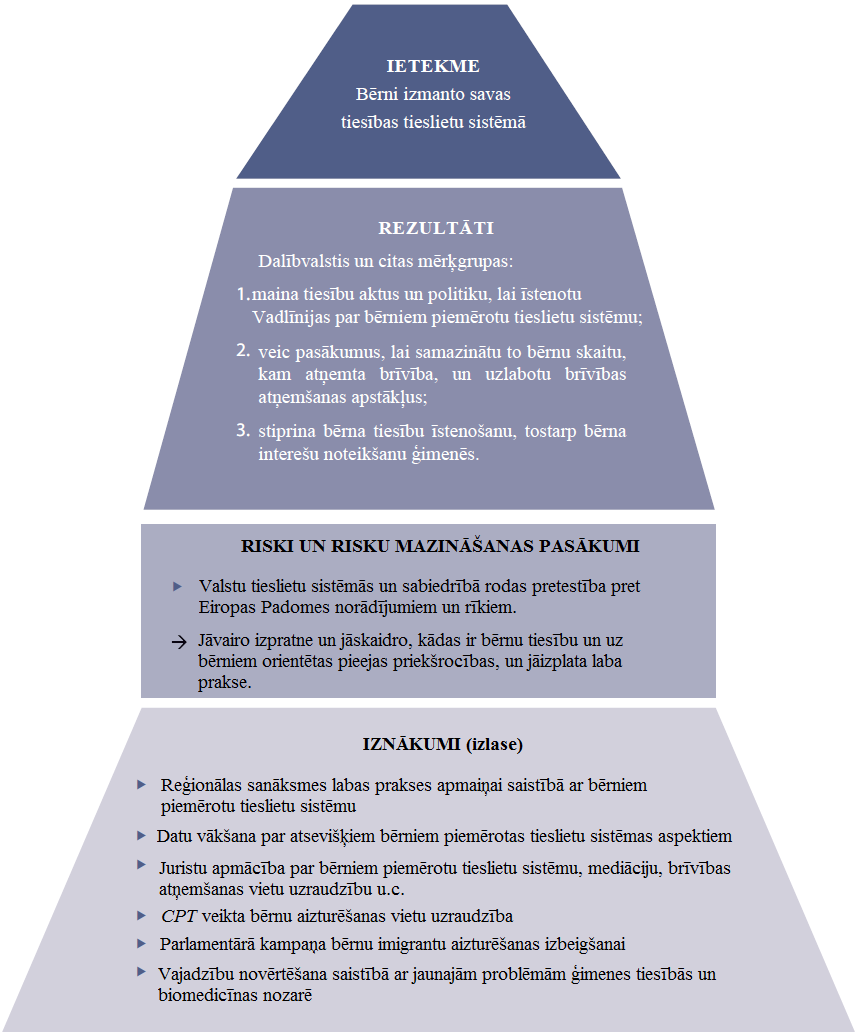 IETEKME
Bērni izmanto savas
tiesības tieslietu sistēmā
REZULTĀTI
Dalībvalstis un citas mērķgrupas:
1. maina tiesību aktus un politiku, lai īstenotu
Vadlīnijas par bērniem piemērotu tieslietu sistēmu;
2. veic pasākumus, lai samazinātu to bērnu skaitu,
kam atņemta brīvība, un uzlabotu brīvības
atņemšanas apstākļus;
3. stiprina bērna tiesību īstenošanu, tostarp bērna
interešu noteikšanu ģimenēs.
RISKI UN RISKU MAZINĀŠANAS PASĀKUMI
▶ Valstu tieslietu sistēmās un sabiedrībā rodas pretestība pret
Eiropas Padomes norādījumiem un rīkiem.
→ Jāvairo izpratne un jāskaidro, kādas ir bērnu tiesību un uz
bērniem orientētas pieejas priekšrocības, un jāizplata laba
prakse.
IZNĀKUMI (izlase)
▶ Reģionālas sanāksmes labas prakses apmaiņai saistībā ar bērniem
piemērotu tieslietu sistēmu
▶ Datu vākšana par atsevišķiem bērniem piemērotas tieslietu sistēmas aspektiem
▶ Juristu apmācība par bērniem piemērotu tieslietu sistēmu, mediāciju, brīvības
atņemšanas vietu uzraudzību u.c.
▶ CPT veikta bērnu aizturēšanas vietu uzraudzība
▶ Parlamentārā kampaņa bērnu imigrantu aizturēšanas izbeigšanai
▶ Vajadzību novērtēšana saistībā ar jaunajām problēmām ģimenes tiesībās un
biomedicīnas nozarē